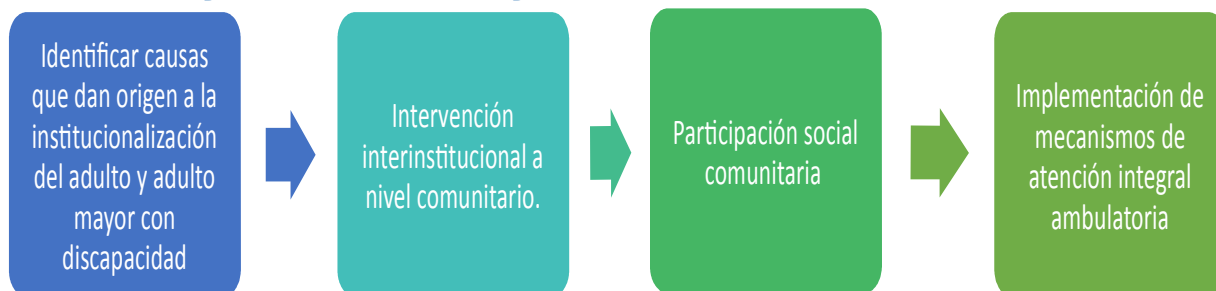 Identificar causas
que dan origen a la
institucionalización
del adulto y adulto
mayor con
discapacidad
Intervención
interinstitucional a
nivel comunitario.
Participación social
comunitaria
Implementación de
mecanismos de
atención integral
ambulatoria